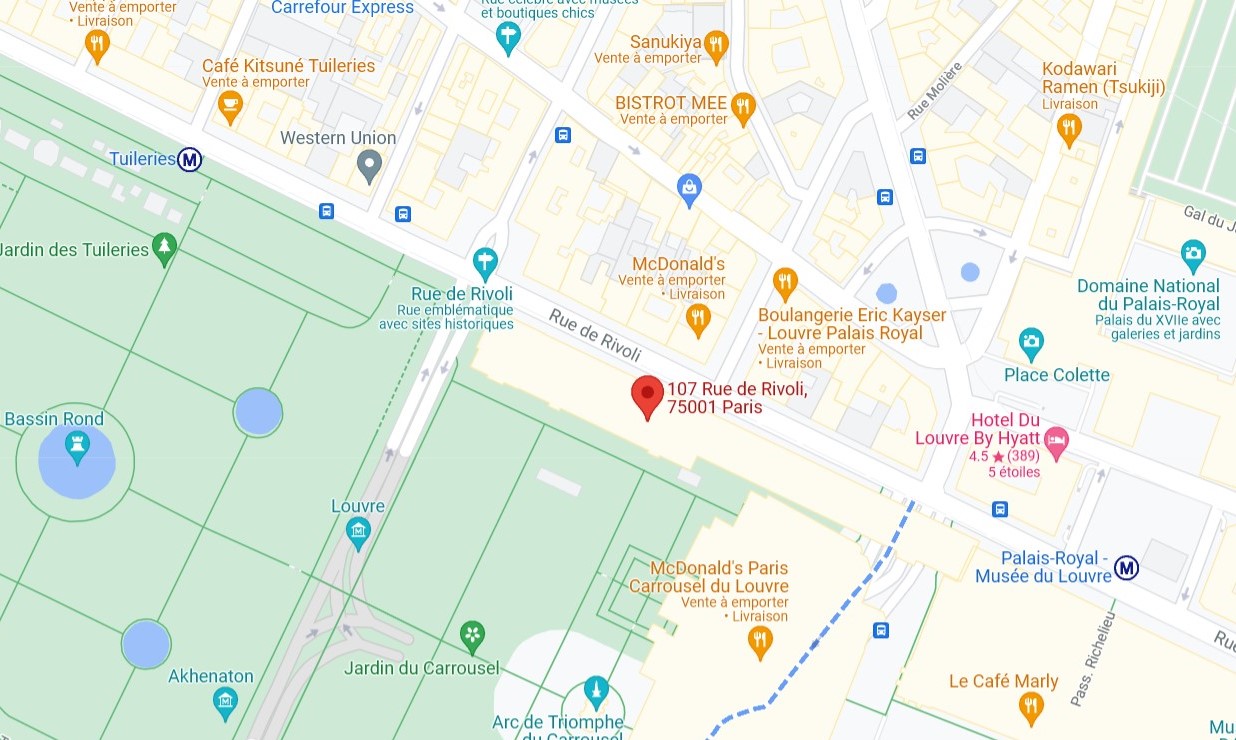 Vente à emporter
• Livraison
Carrefour Express
Rue célèbre avec musées
et boutiques chics
Sanukiya
Vente à emporter
Café Kitsuné Tuileries
Vente à emporter
Kodawari
Ramen (Tsukiji)
Livraison
BISTROT MEE
Vente à emporter
Rue Molière
Western Union
Tuileries
M
Jardin des Tuileries
Gal du J
McDonald's
Vente à emporter
• Livraison
Rue de Rivoli
Rue emblématique
avec sites historiques
Domaine National
du Palais-Royal
Palais du XVIIe avec
galeries et jardins
Boulangerie Eric Kayser
- Louvre Palais Royal
Vente à emporter
• Livraison
Rue de Rivoli
Place Colette
107 Rue de Rivoli,
75001 Paris
Bassin Rond
Hotel Du
Louvre By Hyatt
4.5 ★ (389)
5 étoiles
Louvre
Palais-Royal -
Musée du Louvre
M
McDonald's Paris
Carrousel du Louvre
Vente à emporter
• Livraison
Pass. Richelieu
Rue
Jardin du Carrousel
Akhenaton
Le Café Marly
Arc de Triomphe
du Carrousel
Mu